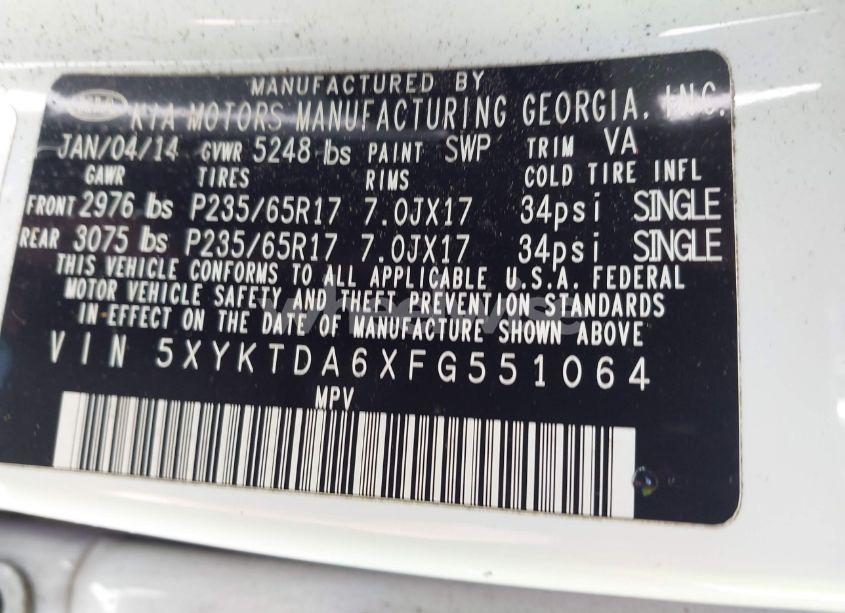 MANUFACTURED BY
KIA KIA MOTORS MANUFACTURING GEORGIA, INC.
JAN/04/14 GVWR 5248 lbs PAINT SWP TRIM VA
GAWR TIRES RIMS COLD TIRE INFL
FRONT 2976 lbs P235/65R17 7.0JX17 34psi SINGLE
REAR 3075 lbs P235/65R17 7.0JX17 34psi SINGLE
THIS VEHICLE CONFORMS TO ALL APPLICABLE U.S.A. FEDERAL
MOTOR VEHICLE SAFETY AND THEFT PREVENTION STANDARDS
IN EFFECT ON THE DATE OF MANUFACTURE SHOWN ABOVE
VIN 5XYKTDA6XFG551064
MPV